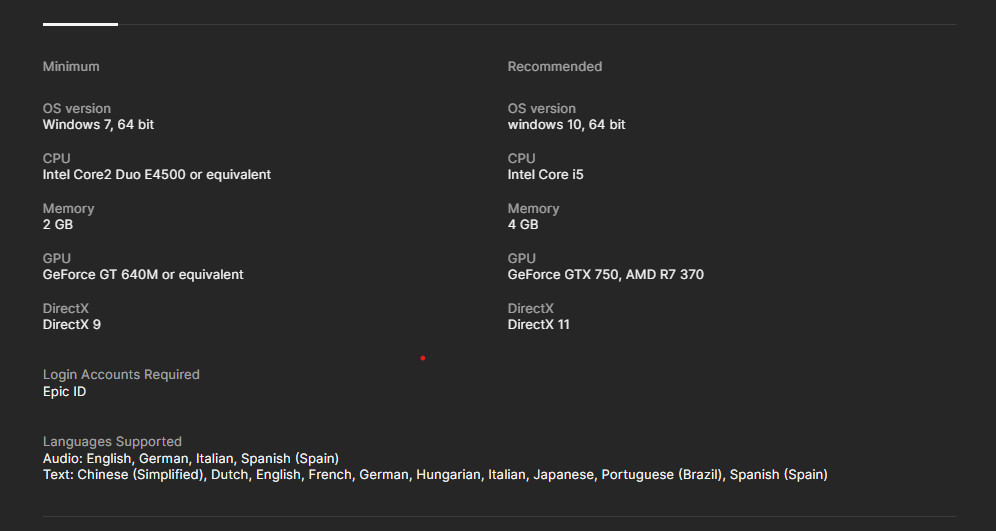 Minimum
OS version
Windows 7, 64 bit
CPU
Intel Core2 Duo E4500 or equivalent
Memory
2 GB
GPU
GeForce GT 640M or equivalent
DirectX
DirectX 9
Recommended
OS version
windows 10, 64 bit
CPU
Intel Core i5
Memory
4 GB
GPU
GeForce GTX 750, AMD R7 370
DirectX
DirectX 11
Login Accounts Required
Epic ID
Languages Supported
Audio: English, German, Italian, Spanish (Spain)
Text: Chinese (Simplified), Dutch, English, French, German, Hungarian, Italian, Japanese, Portuguese (Brazil), Spanish (Spain)